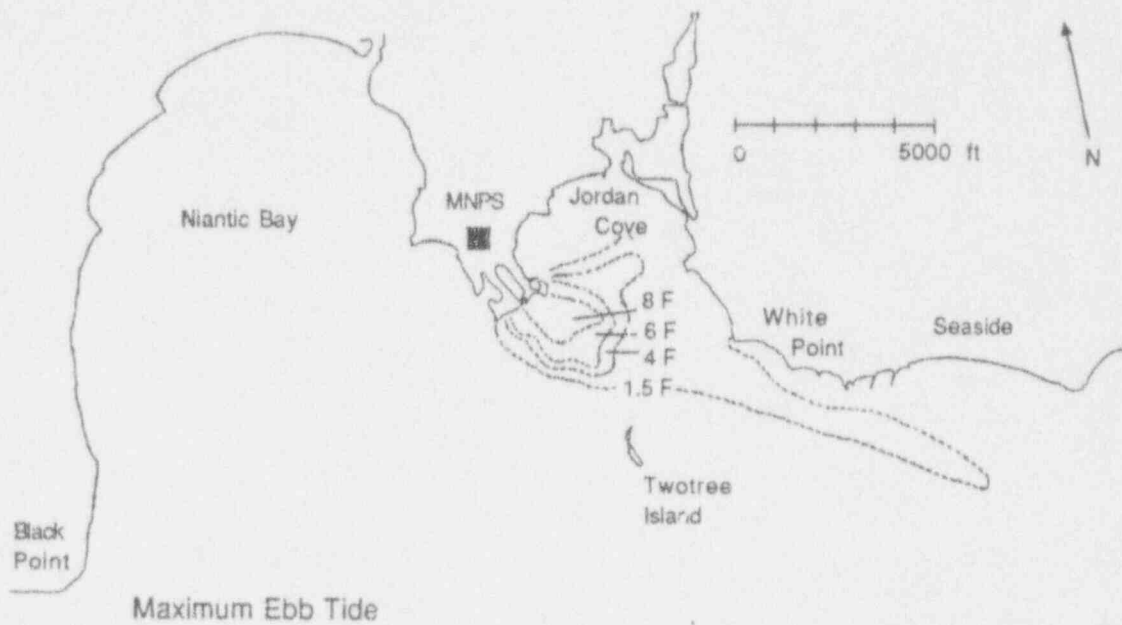 0
5000 ft
N
Niantic Bay
MNPS
Jordan
Cove
8 F
6 F
4 F
1.5 F
White
Point
Seaside
Twotree
Island
Black
Point
Maximum Ebb Tide